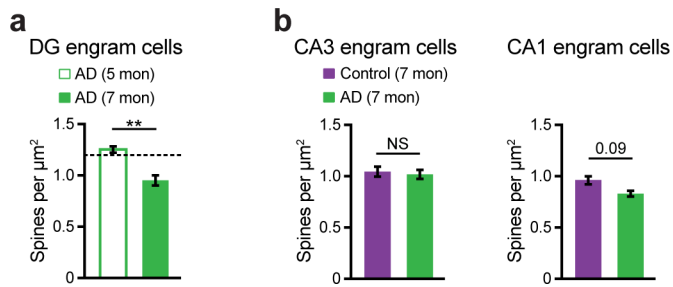 a
DG engram cells
AD (5 mon)
AD (7 mon)
**
Spines per µm²
1.5
1.0
0.5
0
b
CA3 engram cells
Control (7 mon)
AD (7 mon)
NS
Spines per µm²
1.5
1.0
0.5
0
CA1 engram cells
0.09
Spines per µm²
1.5
1.0
0.5
0